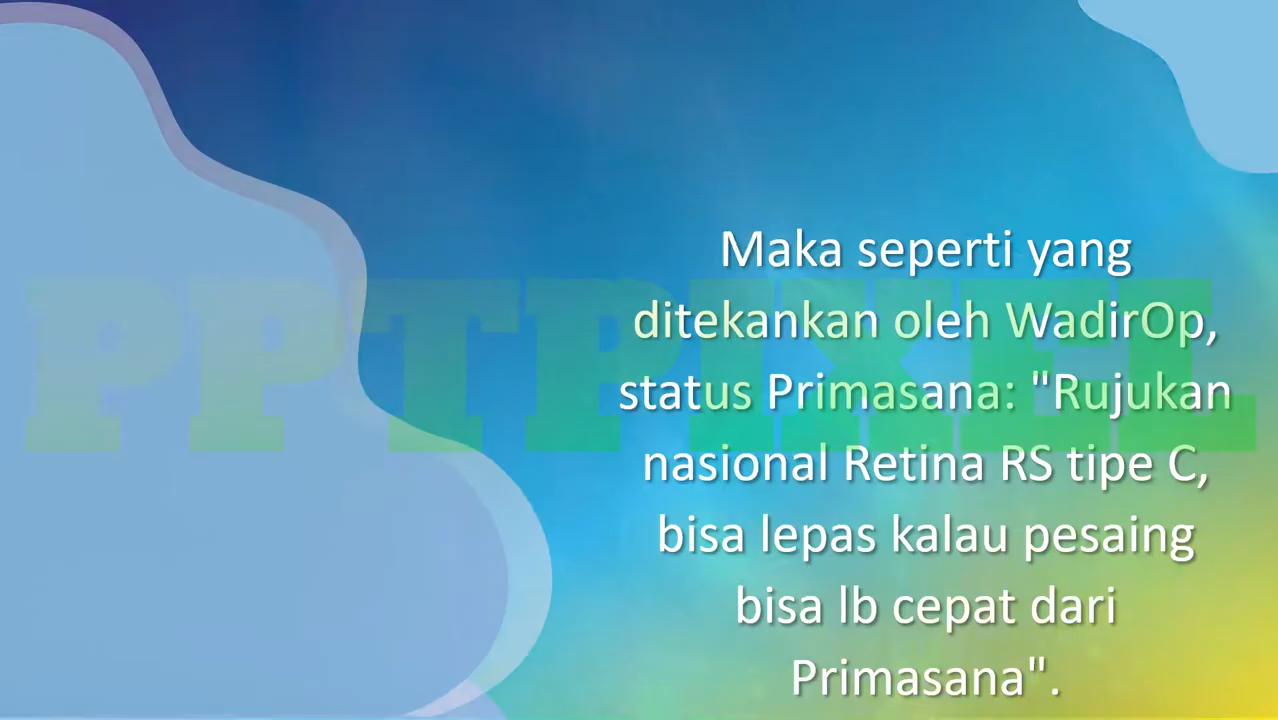 Maka seperti yang
ditekankan oleh WadirOp,
status Primasana: "Rujukan
nasional Retina RS tipe C,
bisa lepas kalau pesaing
bisa lb cepat dari
Primasana".
PPTPIXEL